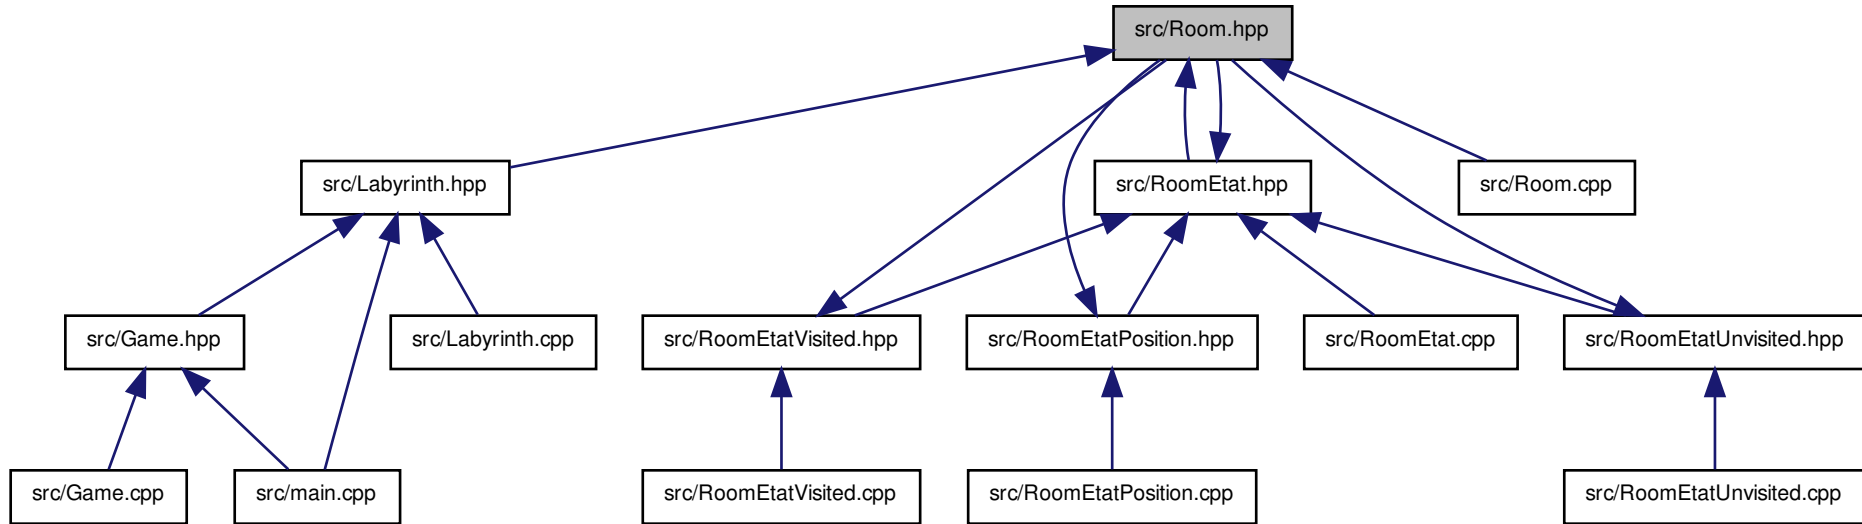 src/Room.hpp
src/Labyrinth.hpp
src/RoomEtat.hpp
src/Room.cpp
src/Game.hpp
src/Labyrinth.cpp
src/RoomEtatVisited.hpp
src/RoomEtatPosition.hpp
src/RoomEtat.cpp
src/RoomEtatUnvisited.hpp
src/Game.cpp
src/main.cpp
src/RoomEtatVisited.cpp
src/RoomEtatPosition.cpp
src/RoomEtatUnvisited.cpp